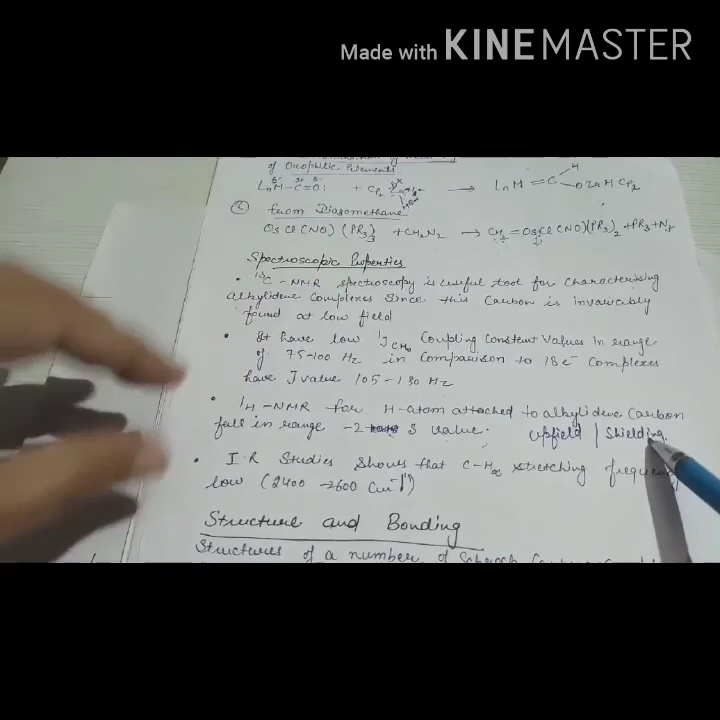 Made with KINEMASTER
of Oxophilic Elements
LnM-C=O: + Cp2 → LnM=C H OZrHCp2
from Diazomethane
OsCl(NO)(PR3)3 + CH2N2 → CH2=OsCl(NO)(PR3)2+PR3+N2
Spectroscopic Properties
13C-NMR spectroscopy is useful tool for characterising
alkylidene complexes since this carbon is invariably
found at low field
It have low 1JCHα Coupling constant values in range
of 75-100 Hz in comparison to 18e- complexes
have J value 105-130 Hz
1H-NMR for H-atom attached to alkylidene carbon
fall in range -2 δ value. upfield | shielding.
I.R Studies shows that C-Hα stretching frequency
low (2400-2600 cm-1)
Structure and Bonding
Structures of a number of Schrock